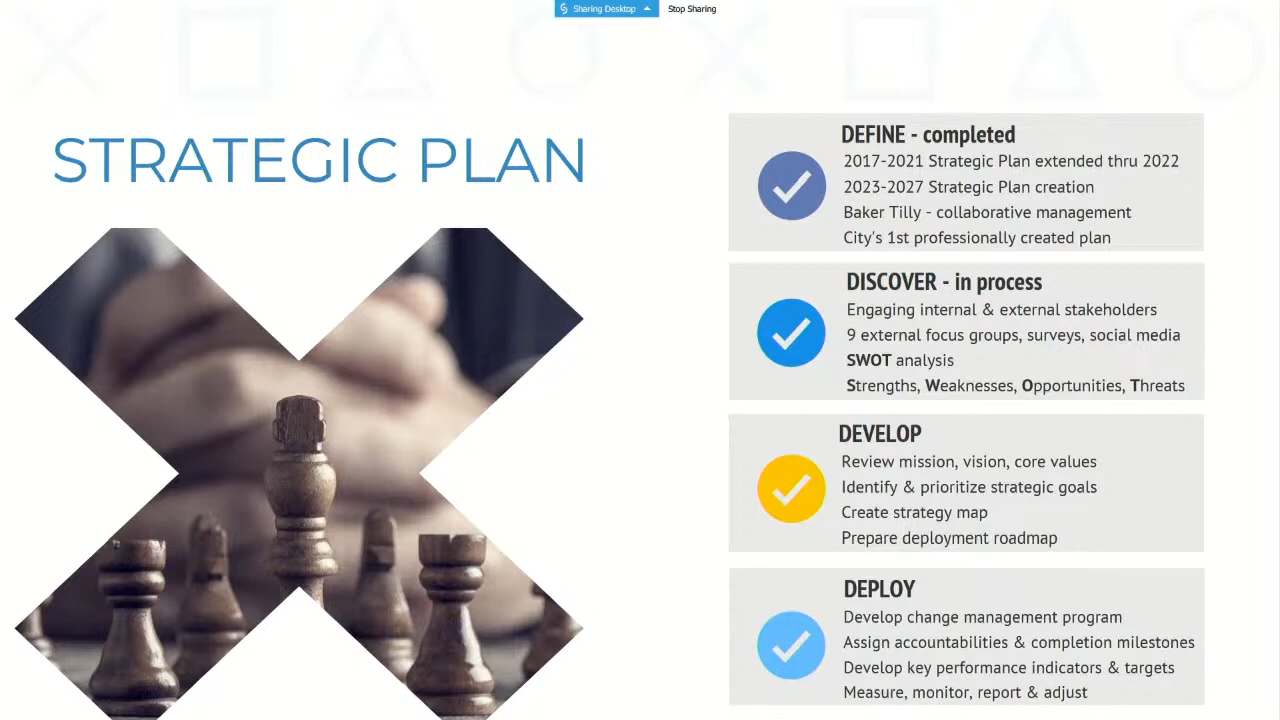 Sharing Desktop Stop Sharing
STRATEGIC PLAN
DEFINE - completed
2017-2021 Strategic Plan extended thru 2022
2023-2027 Strategic Plan creation
Baker Tilly - collaborative management
City's 1st professionally created plan
DISCOVER - in process
Engaging internal & external stakeholders
9 external focus groups, surveys, social media
SWOT analysis
Strengths, Weaknesses, Opportunities, Threats
DEVELOP
Review mission, vision, core values
Identify & prioritize strategic goals
Create strategy map
Prepare deployment roadmap
DEPLOY
Develop change management program
Assign accountabilities & completion milestones
Develop key performance indicators & targets
Measure, monitor, report & adjust